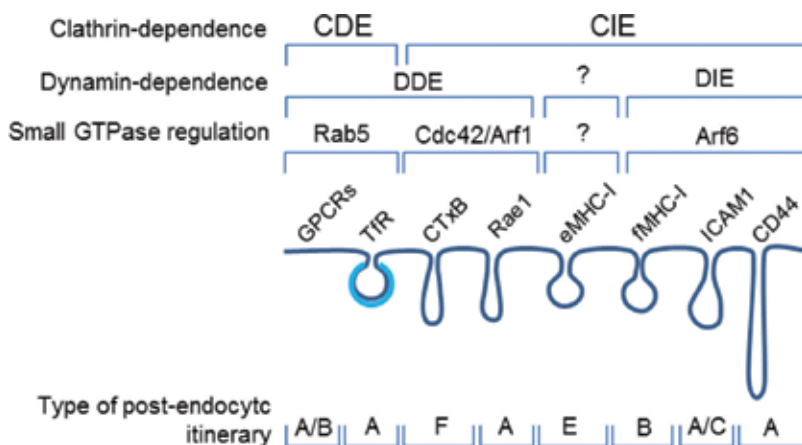 Clathrin-dependence CDE CIE
Dynamin-dependence DDE ? DIE
Small GTPase regulation Rab5 Cdc42/Arf1 ? Arf6
GPCRs TfR CTxB Rae1 eMHC-I fMHC-I ICAM1 CD44
Type of post-endocytc
itinerary A/B A F A E B A/C A